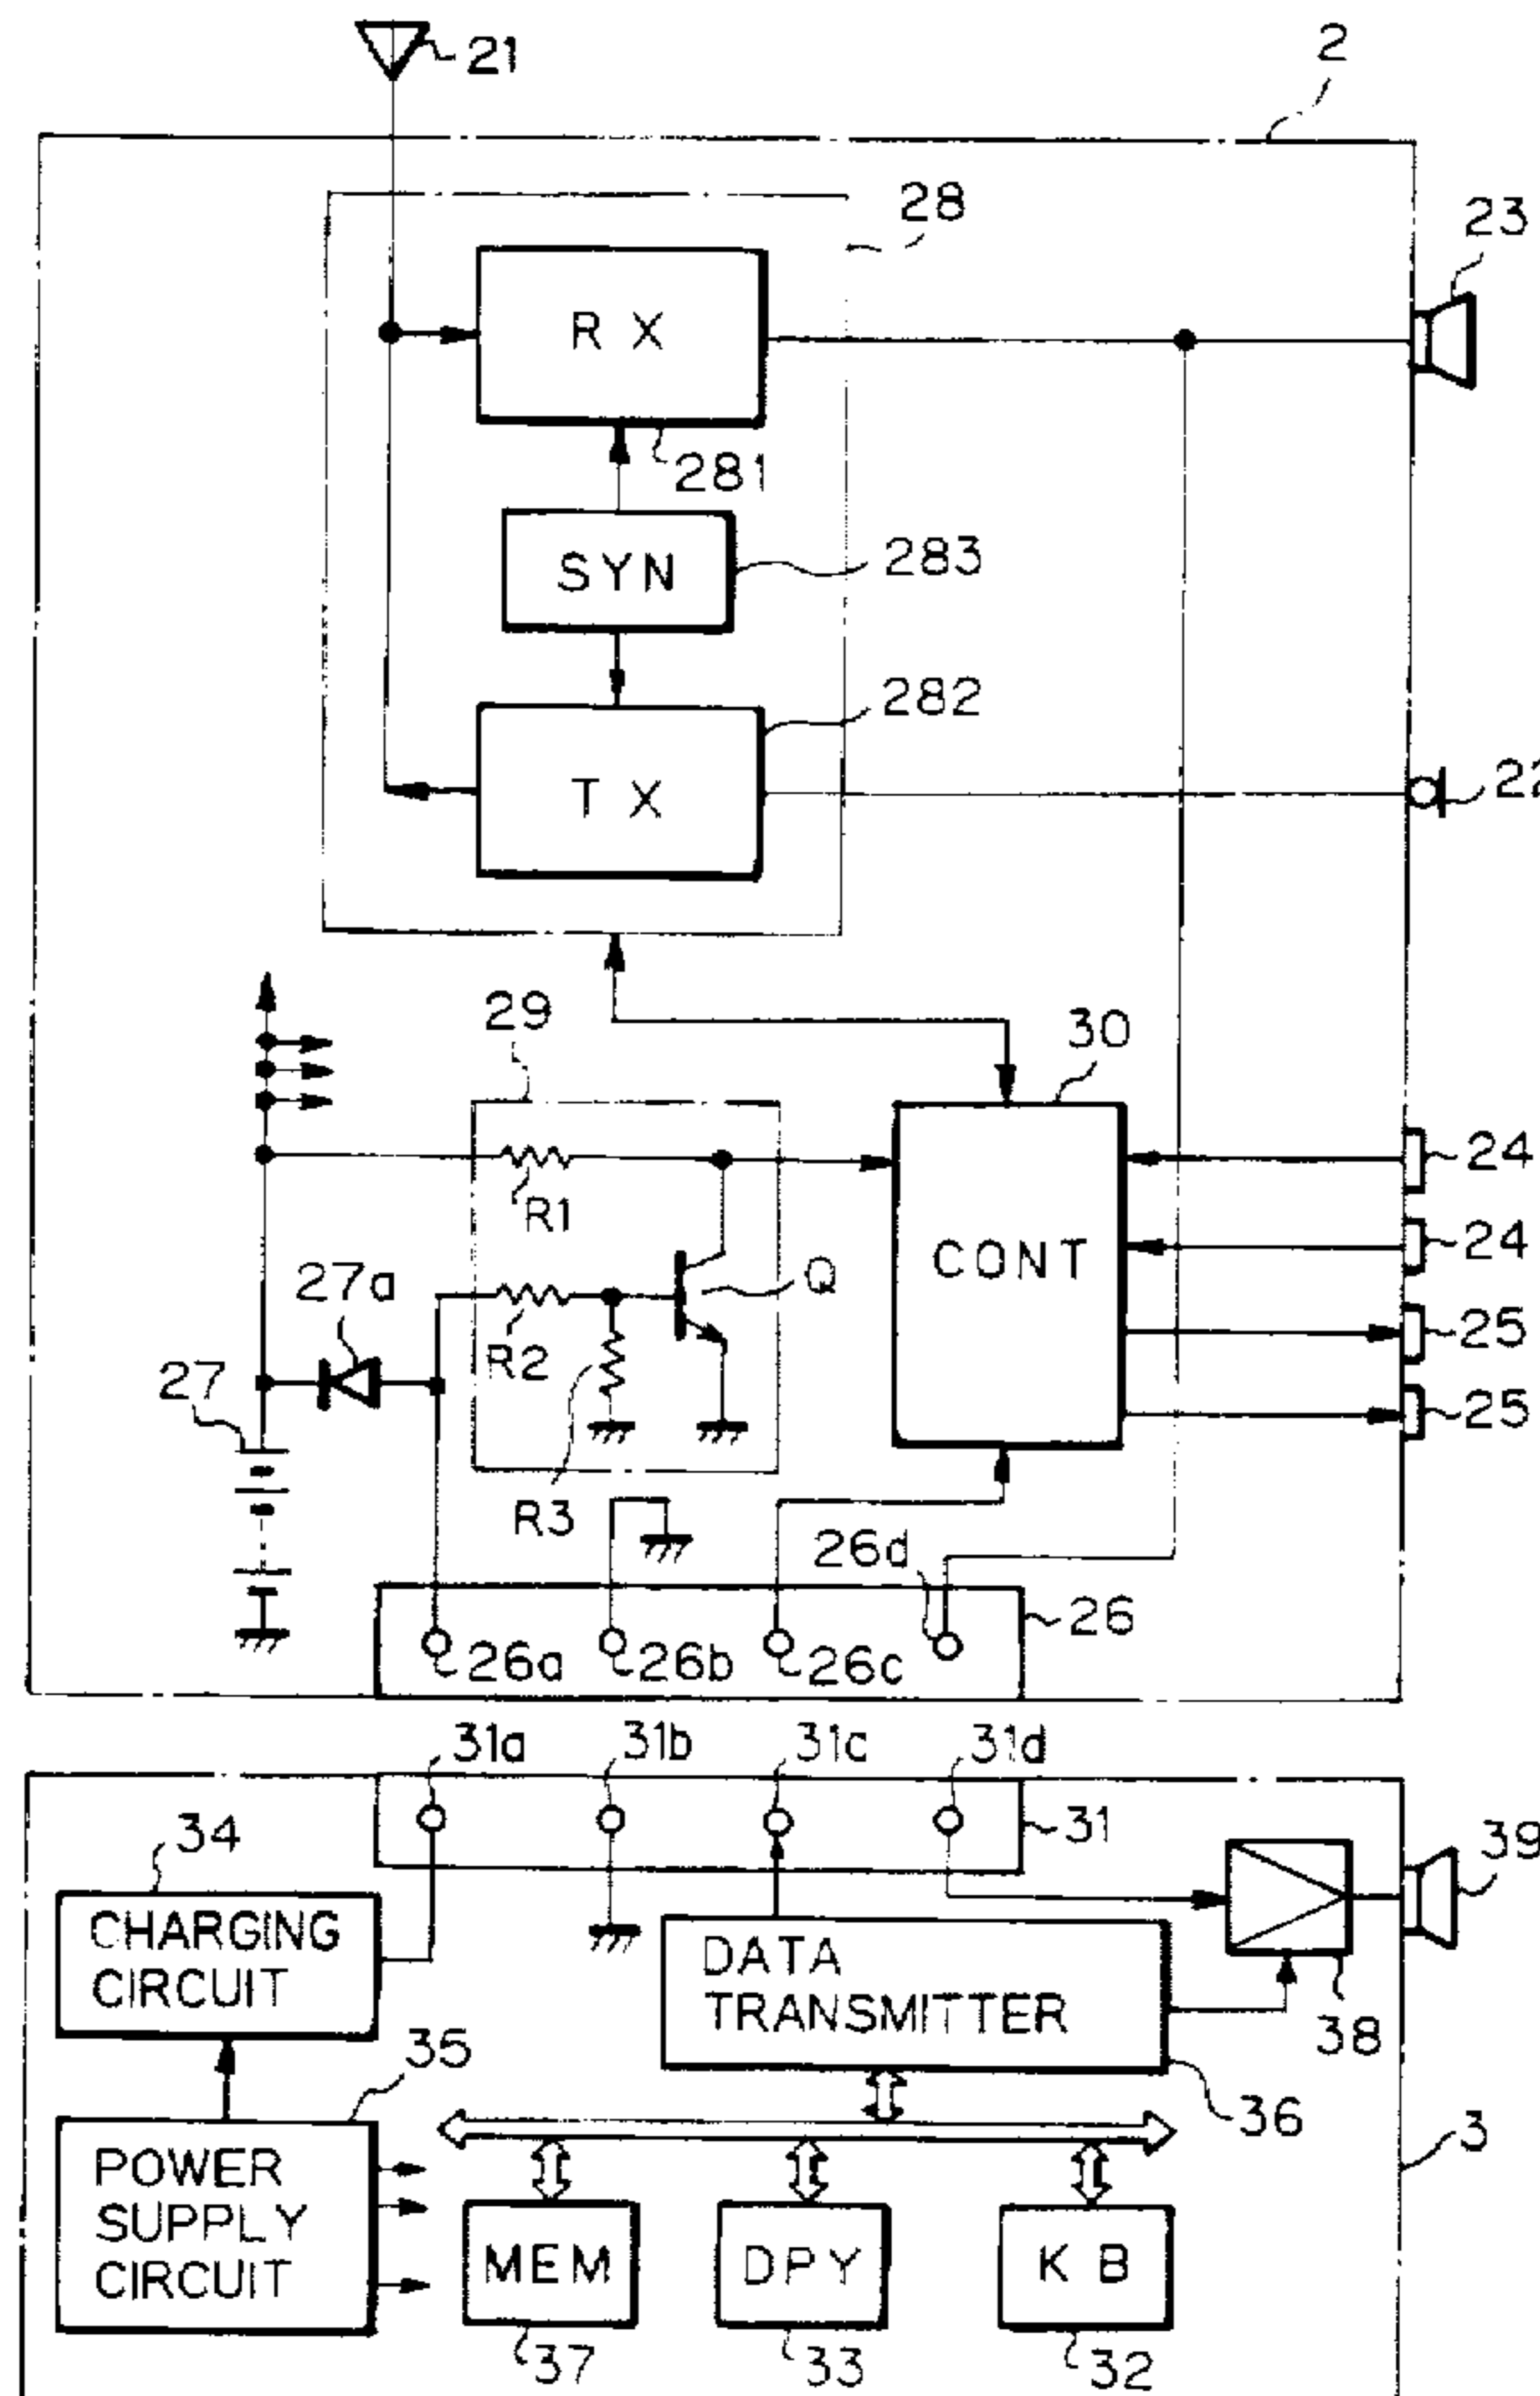 21
2
28
23
RX
281
SYN
283
282
TX
22
29
30
R1
24
CONT
24
Q
27a
R2
25
27
25
R3
26d
26
26a
26b
26c
31a
31b
31c
31d
34
31
39
CHARGING
CIRCUIT
DATA
TRANSMITTER
38
35
36
POWER
SUPPLY
CIRCUIT
3
MEM
DPY
KB
37
33
32